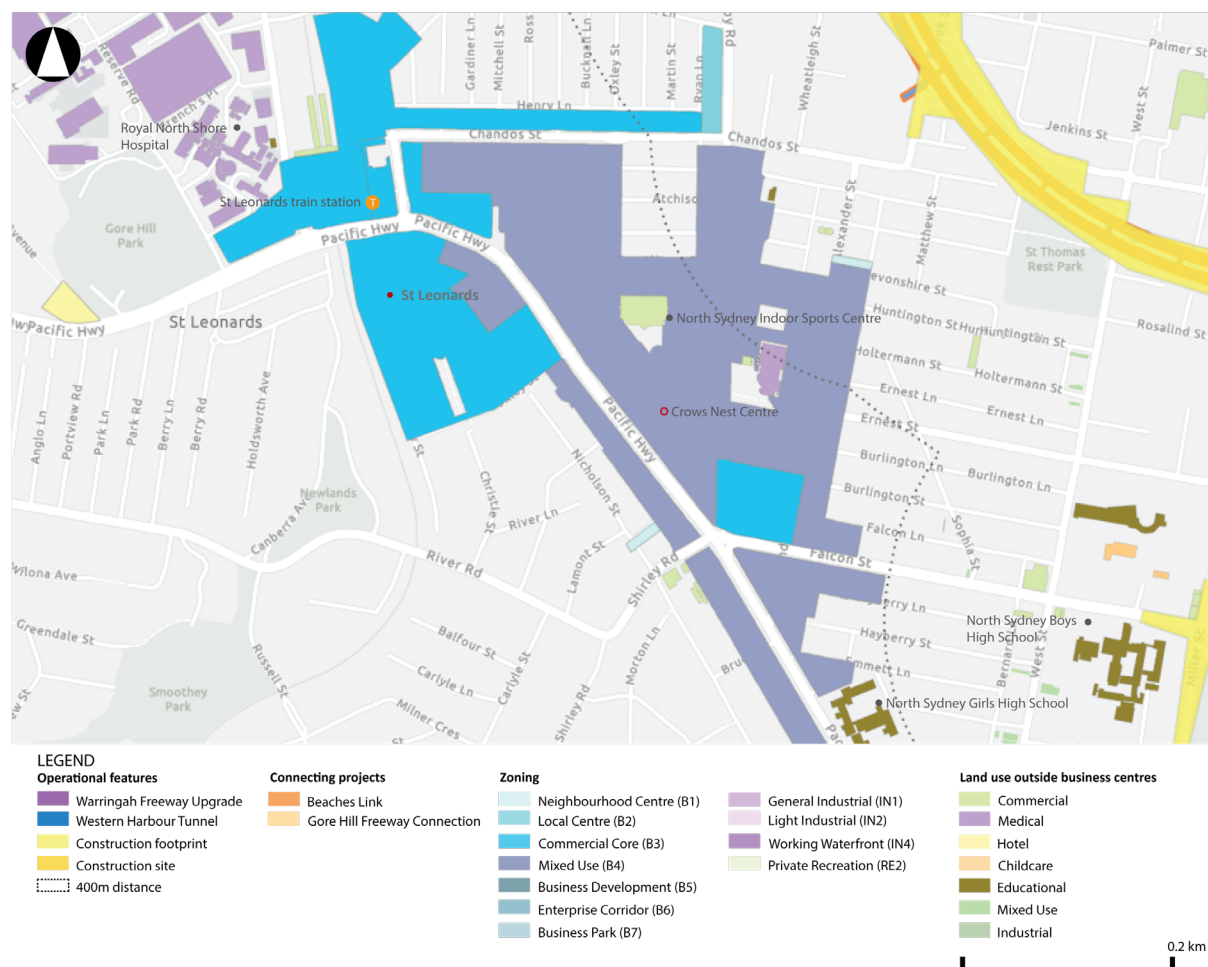 Palmer St
Jenkins St
West St
Gardiner Ln
Mitchell St
Ross
Bucknall Ln
Oxley St
Martin St
Ryan Ln
Wheatleigh St
Reserve Rd
Henry Ln
Chandos St
Chandos St
Royal North Shore
Hospital
St Leonards train station
T
Gore Hill
Park
Pacific Hwy
Pacific Hwy
Atchiso
Matthew St
St Thomas
Rest Park
evonshire St
Avenue
Pacific Hwy
St Leonards
St Leonards
North Sydney Indoor Sports Centre
Huntington St
Huntington St
Rosalind St
Holtermann St
Holtermann St
Ernest Ln
Ernest Ln
Ernest St
Crows Nest Centre
Pacific Hwy
Anglo Ln
Portview Rd
Park Ln
Park Rd
Berry Ln
Berry Rd
Holdsworth Ave
Burlington Ln
Burlington Ln
Burlington St
Newlands
Park
Canberra Ave
Christie St
Nicholson St
River Ln
Lamont St
River Rd
Shirley Rd
Falcon Ln
Falcon St
Sophia St
Wilona Ave
Greendale St
Russell St
Balfour St
Carlyle Ln
Carlyle St
Milner Cres
Shirley Rd
Morton Ln
Bru
Hayberry St
Emmett Ln
Bernard
West St
Miller St
North Sydney Boys
High School
North Sydney Girls High School
Smoothey
Park
LEGEND
Operational features
Warringah Freeway Upgrade
Western Harbour Tunnel
Construction footprint
Construction site
400m distance
Connecting projects
Beaches Link
Gore Hill Freeway Connection
Zoning
Neighbourhood Centre (B1)
Local Centre (B2)
Commercial Core (B3)
Mixed Use (B4)
Business Development (B5)
Enterprise Corridor (B6)
Business Park (B7)
General Industrial (IN1)
Light Industrial (IN2)
Working Waterfront (IN4)
Private Recreation (RE2)
Land use outside business centres
Commercial
Medical
Hotel
Childcare
Educational
Mixed Use
Industrial
0.2 km